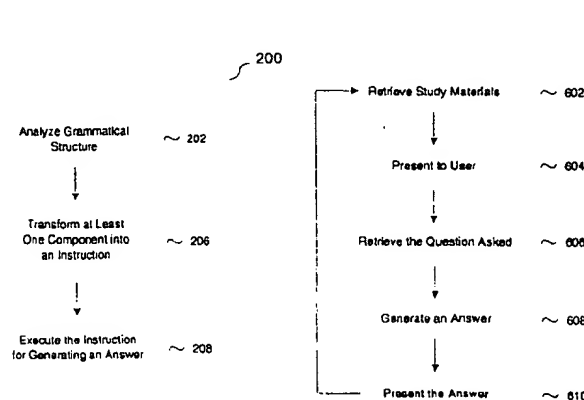 200
Analyze Grammatical
Structure
202
Transform at Least
One Component into
an Instruction
206
Execute the Instruction
for Generating an Answer
208
Retrieve Study Materials
602
Present to User
604
Retrieve the Question Asked
606
Generate an Answer
608
Present the Answer
610